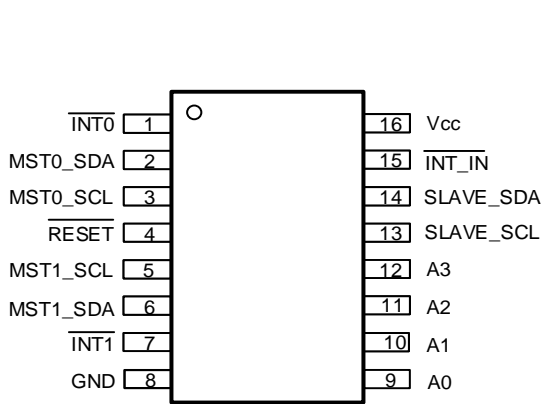 INT0 1 16 Vcc
MST0_SDA 2 15 INT_IN
MST0_SCL 3 14 SLAVE_SDA
RESET 4 13 SLAVE_SCL
MST1_SCL 5 12 A3
MST1_SDA 6 11 A2
INT1 7 10 A1
GND 8 9 A0